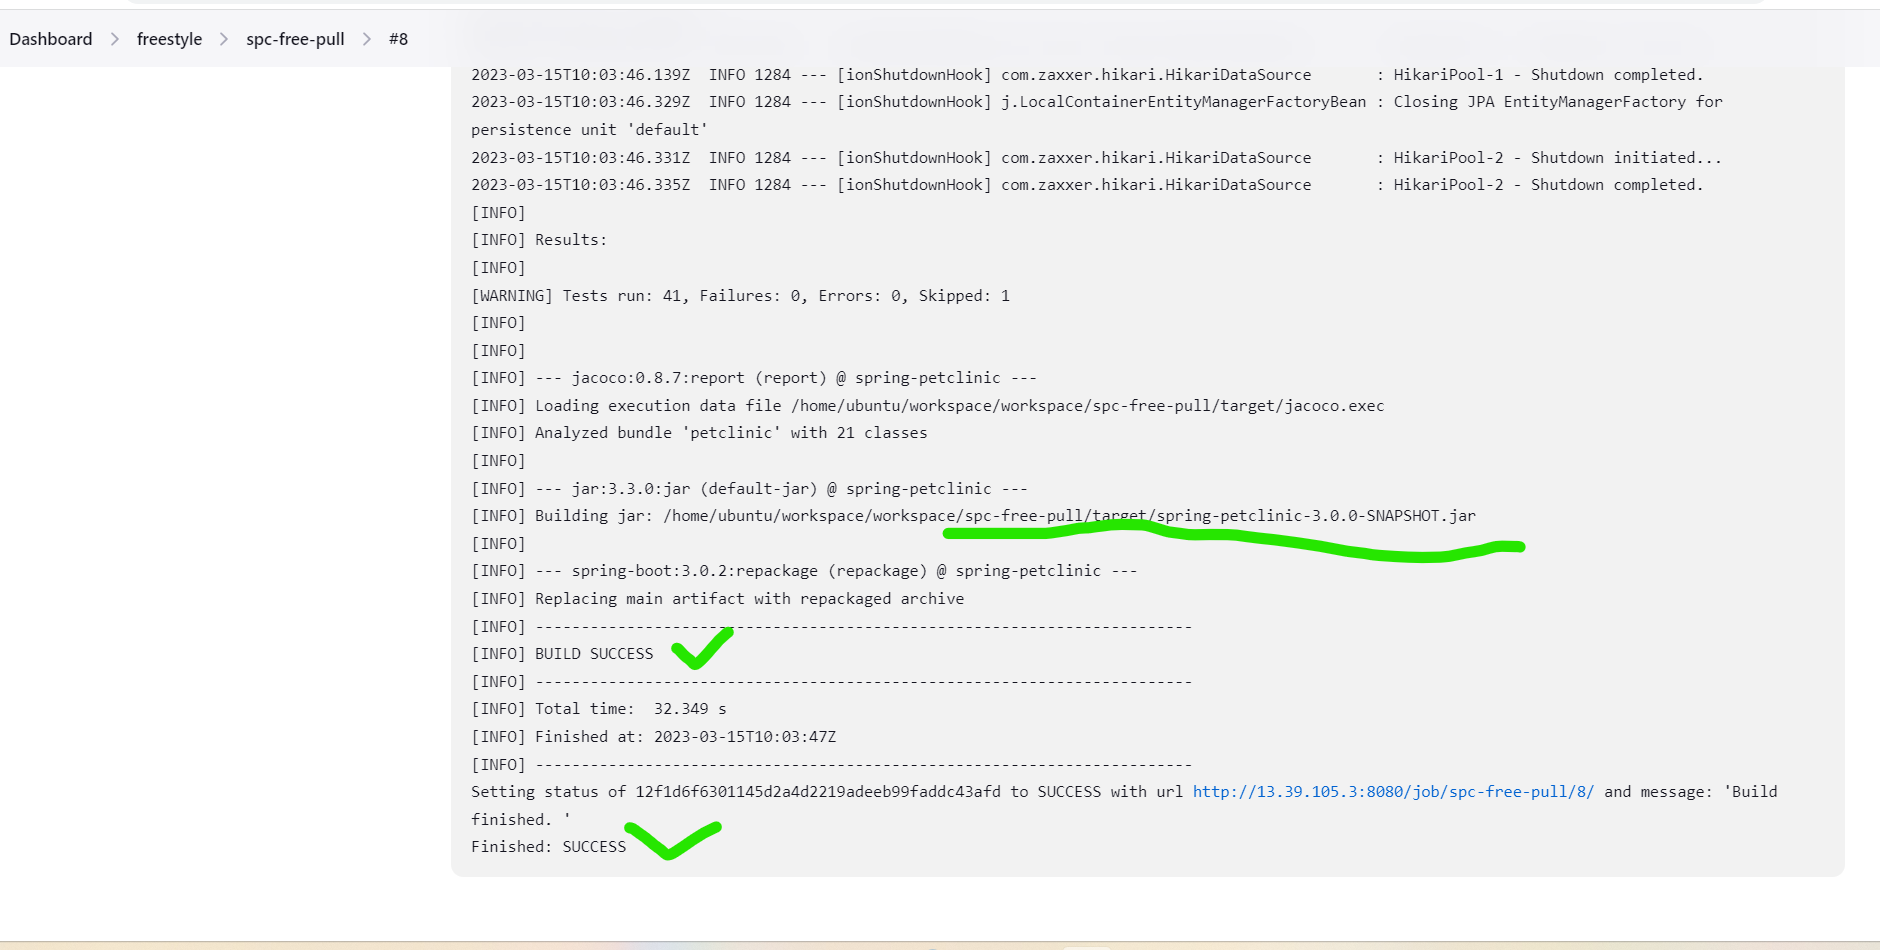 Dashboard > freestyle > spc-free-pull > #8
2023-03-15T10:03:46.139Z  INFO 1284 --- [ionShutdownHook] com.zaxxer.hikari.HikariDataSource       : HikariPool-1 - Shutdown completed.
2023-03-15T10:03:46.329Z  INFO 1284 --- [ionShutdownHook] j.LocalContainerEntityManagerFactoryBean : Closing JPA EntityManagerFactory for
persistence unit 'default'
2023-03-15T10:03:46.331Z  INFO 1284 --- [ionShutdownHook] com.zaxxer.hikari.HikariDataSource       : HikariPool-2 - Shutdown initiated...
2023-03-15T10:03:46.335Z  INFO 1284 --- [ionShutdownHook] com.zaxxer.hikari.HikariDataSource       : HikariPool-2 - Shutdown completed.
[INFO]
[INFO] Results:
[INFO]
[WARNING] Tests run: 41, Failures: 0, Errors: 0, Skipped: 1
[INFO]
[INFO]
[INFO] --- jacoco:0.8.7:report (report) @ spring-petclinic ---
[INFO] Loading execution data file /home/ubuntu/workspace/workspace/spc-free-pull/target/jacoco.exec
[INFO] Analyzed bundle 'petclinic' with 21 classes
[INFO]
[INFO] --- jar:3.3.0:jar (default-jar) @ spring-petclinic ---
[INFO] Building jar: /home/ubuntu/workspace/workspace/spc-free-pull/target/spring-petclinic-3.0.0-SNAPSHOT.jar
[INFO]
[INFO] --- spring-boot:3.0.2:repackage (repackage) @ spring-petclinic ---
[INFO] Replacing main artifact with repackaged archive
[INFO] ------------------------------------------------------------------------
[INFO] BUILD SUCCESS
[INFO] ------------------------------------------------------------------------
[INFO] Total time:  32.349 s
[INFO] Finished at: 2023-03-15T10:03:47Z
[INFO] ------------------------------------------------------------------------
Setting status of 12f1d6f6301145d2a4d2219adeeb99faddc43afd to SUCCESS with url http://13.39.105.3:8080/job/spc-free-pull/8/ and message: 'Build
finished. '
Finished: SUCCESS